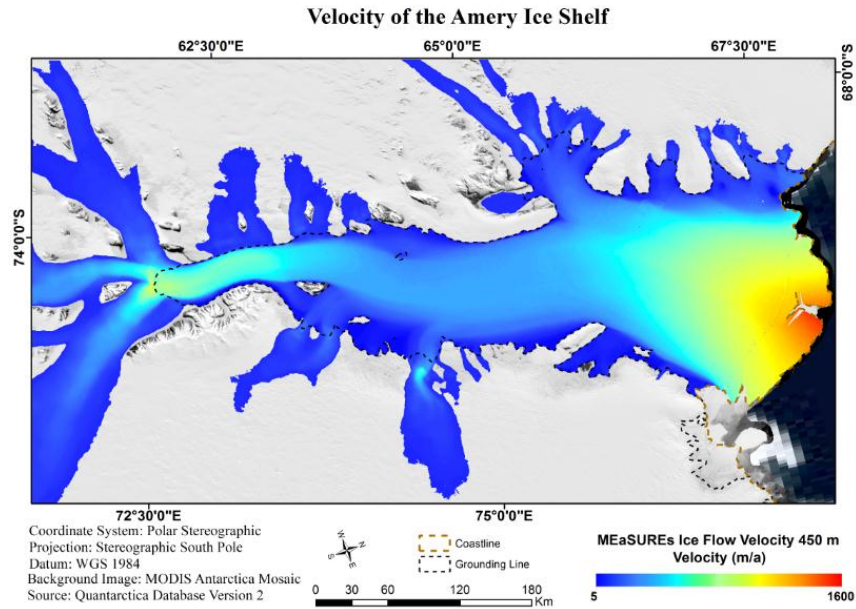 Velocity of the Amery Ice Shelf
62°30'0"E 65°0'0"E 67°30'0"E
68°0'0"S
74°0'0"S
72°30'0"E 75°0'0"E
Coordinate System: Polar Stereographic
Projection: Stereographic South Pole
Datum: WGS 1984
Background Image: MODIS Antarctica Mosaic
Source: Quantarctica Database Version 2
W N
S E
Coastline
Grounding Line
0 30 60 90 120 180
Km
MEaSUREs Ice Flow Velocity 450 m
Velocity (m/a)
5 1600